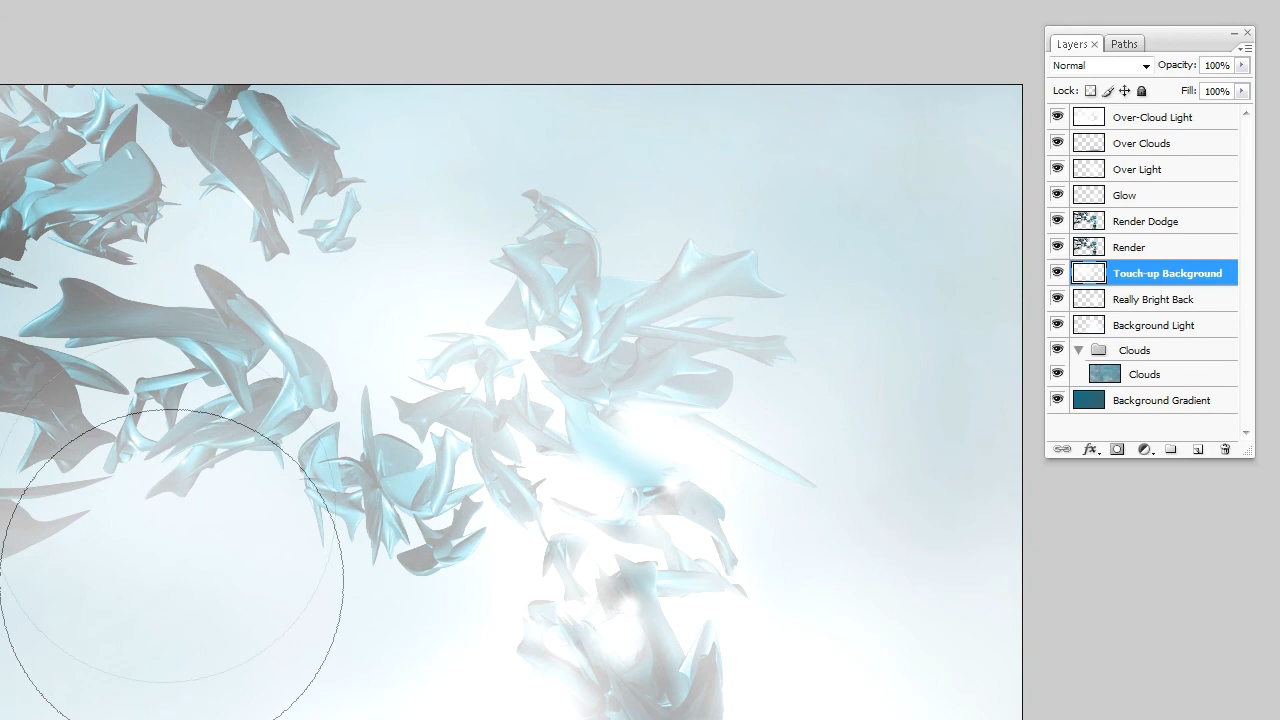 Layers Paths
Normal Opacity: 100%
Lock: Fill: 100%
Over-Cloud Light
Over Clouds
Over Light
Glow
Render Dodge
Render
Touch-up Background
Really Bright Back
Background Light
Clouds
Clouds
Background Gradient
fx